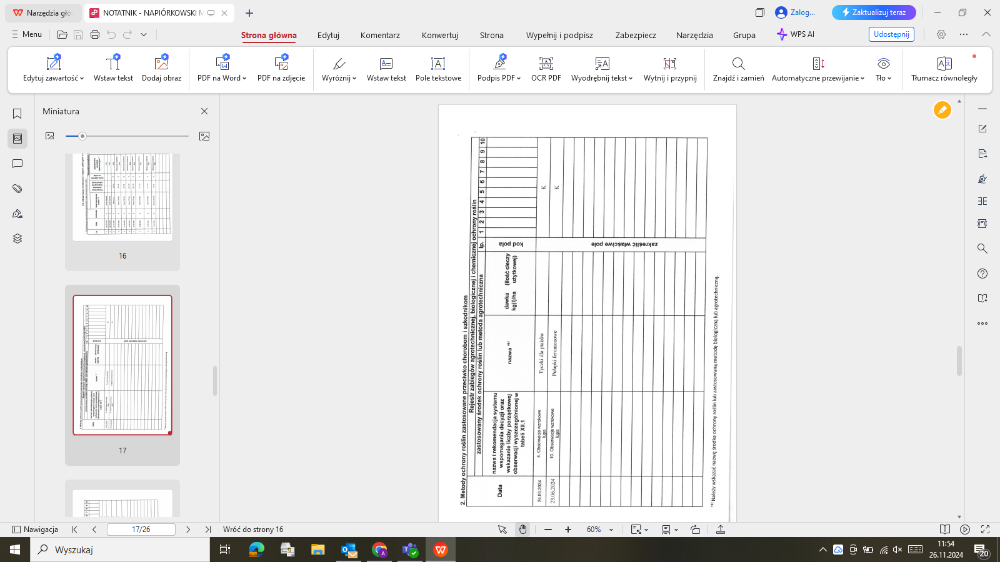 Narzędzia głó
NOTATNIK - NAPIÓRKOWSKI M
Zalog...
Zaktualizuj teraz
Menu
Strona główna
Edytuj
Komentarz
Konwertuj
Strona
Wypełnij i podpisz
Zabezpiecz
Narzędzia
Grupa
WPS AI
Udostępnij
Edytuj zawartość
Wstaw tekst
Dodaj obraz
PDF na Word
PDF na zdjęcie
Wyróżnij
Wstaw tekst
Pole tekstowe
Podpis PDF
OCR PDF
Wyodrębnij tekst
Wytnij i przypnij
Znajdź i zamień
Automatyczne przewijanie
Tło
Tłumacz równoległy
Miniatura
16
17
2. Metody ochrony roślin zastosowane przeciwko chorobom i szkodnikom
Rejestr zabiegów agrotechnicznej, biologicznej i chemicznej ochrony roślin
zastosowany środek ochrony roślin lub metoda agrotechniczna
lp. 1 2 3 4 5 6 7 8 9 10
Data
nazwa i rekomendacja systemu
wspomagania decyzji oraz
wskazanie liczby porządkowej
obserwacji wyszczególnionej w
tabeli XII.1
nazwa ¹⁸⁾
dawka (ilość cieczy
kg(l)/ha użytkowej)
kod pola
zakreślić właściwe pole
24.05.2024
4. Obserwacje wzrokowe
lupa
Tyczki dla ptaków
K
23.06.2024
10. Obserwacje wzrokowe
lupa
Pułapki feromonowe
K
¹⁸⁾ Należy wskazać nazwę środka ochrony roślin lub zastosowaną metodę biologiczną lub agrotechniczną.
Nawigacja
17/26
Wróć do strony 16
60%
Wyszukaj
11:54
26.11.2024
20